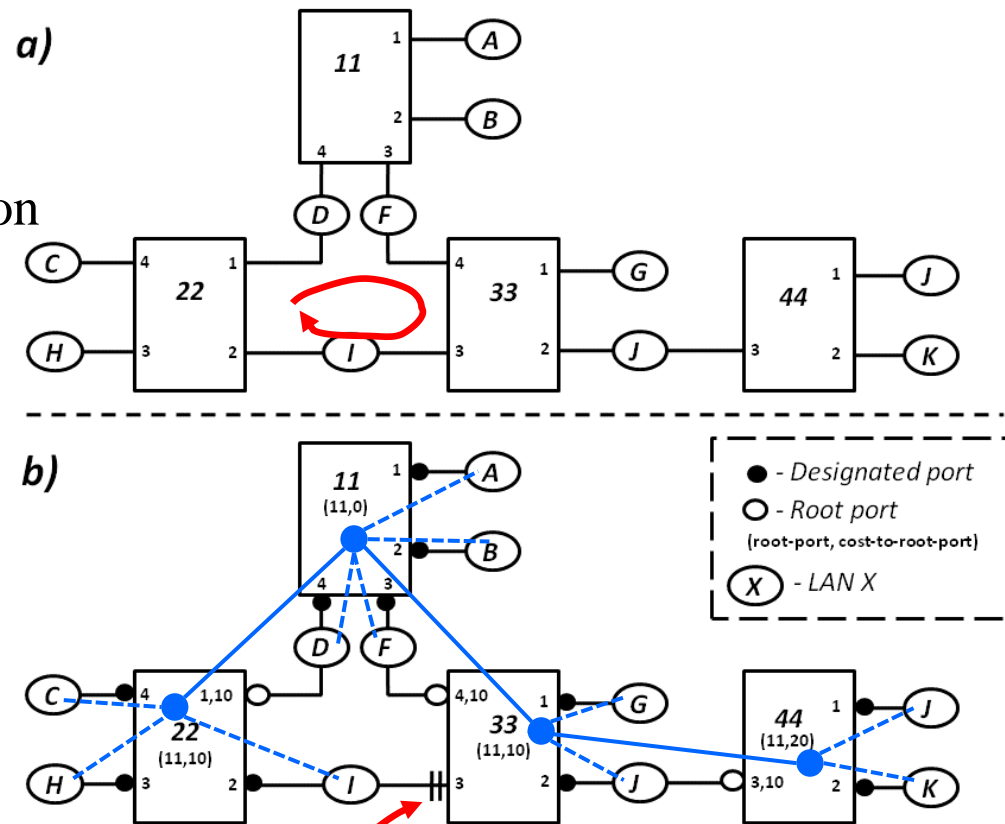 a)
11
1
A
2
B
4
3
on
D
F
C
4
1
22
H
3
2
I
4
1
G
33
3
2
J
44
1
J
3
2
K
b)
11
(11,0)
1
A
2
B
4
3
D
F
C
4
1,10
22
(11,10)
H
3
2
I
4,10
1
G
33
(11,10)
3
2
J
44
(11,20)
1
J
3,10
2
K
- Designated port
- Root port
(root-port, cost-to-root-port)
X - LAN X